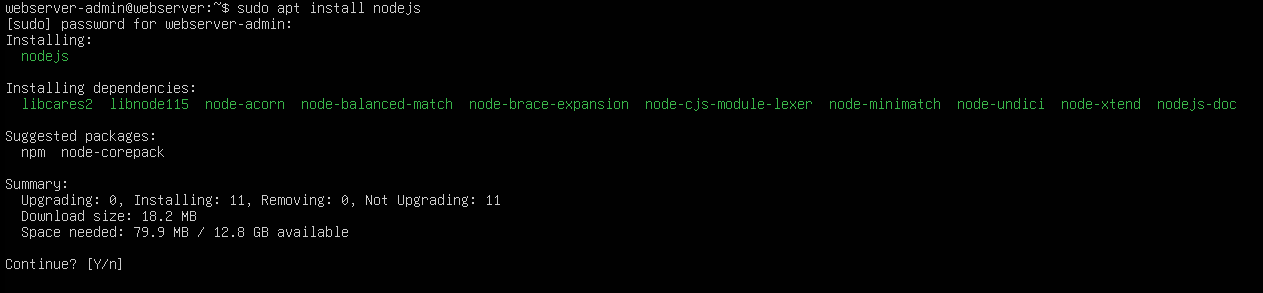 webserver-admin@webserver:~$ sudo apt install nodejs
[sudo] password for webserver-admin:
Installing:
  nodejs

Installing dependencies:
  libcares2  libnode115  node-acorn  node-balanced-match  node-brace-expansion  node-cjs-module-lexer  node-minimatch  node-undici  node-xtend  nodejs-doc

Suggested packages:
  npm  node-corepack

Summary:
  Upgrading: 0, Installing: 11, Removing: 0, Not Upgrading: 11
  Download size: 18.2 MB
  Space needed: 79.9 MB / 12.8 GB available

Continue? [Y/n]